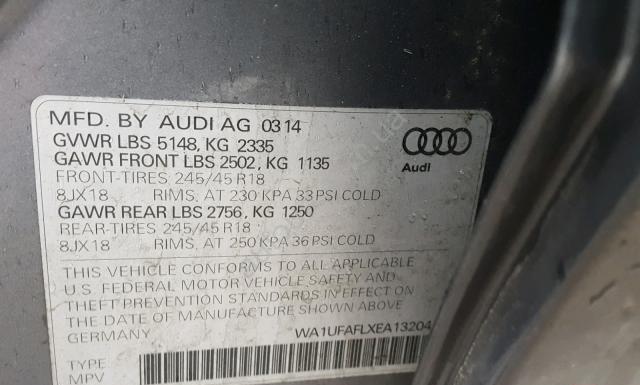 MFD. BY AUDI AG 03 14
GVWR LBS 5148, KG 2335
GAWR FRONT LBS 2502, KG 1135
FRONT-TIRES: 245/45 R18
8JX18 RIMS, AT 230 KPA 33 PSI COLD
GAWR REAR LBS 2756, KG 1250
REAR-TIRES: 245/45 R18
8JX18 RIMS, AT 250 KPA 36 PSI COLD
Audi
THIS VEHICLE CONFORMS TO ALL APPLICABLE
U.S. FEDERAL MOTOR VEHICLE SAFETY AND
THEFT PREVENTION STANDARDS IN EFFECT ON
THE DATE OF MANUFACTURE SHOWN ABOVE
GERMANY WA1UFAFLXEA13204
TYPE
MPV